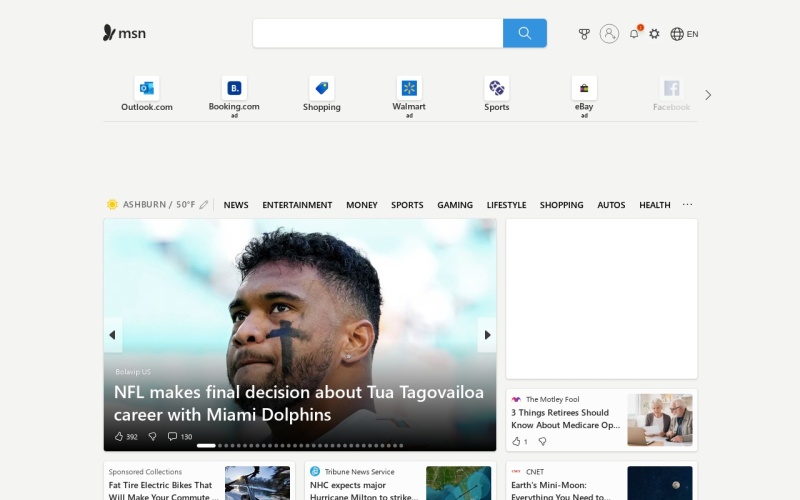 msn
EN
Outlook.com
Booking.com
ad
Shopping
Walmart
ad
Sports
eBay
ad
Facebook
ASHBURN / 50°F
NEWS ENTERTAINMENT MONEY SPORTS GAMING LIFESTYLE SHOPPING AUTOS HEALTH ...
Bolavip US
NFL makes final decision about Tua Tagovailoa
career with Miami Dolphins
392 130
The Motley Fool
3 Things Retirees Should
Know About Medicare Op...
1
Sponsored Collections
Fat Tire Electric Bikes That
Will Make Your Commute
Tribune News Service
NHC expects major
Hurricane Milton to strike...
CNET
Earth's Mini-Moon:
Everything You Need to...